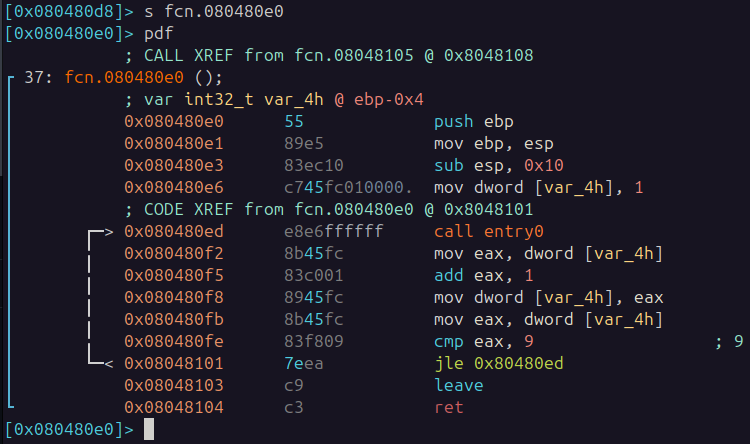 [0x080480d8]> s fcn.080480e0
[0x080480e0]> pdf
; CALL XREF from fcn.08048105 @ 0x8048108
37: fcn.080480e0 ();
; var int32_t var_4h @ ebp-0x4
0x080480e0 55 push ebp
0x080480e1 89e5 mov ebp, esp
0x080480e3 83ec10 sub esp, 0x10
0x080480e6 c745fc010000. mov dword [var_4h], 1
; CODE XREF from fcn.080480e0 @ 0x8048101
0x080480ed e8e6ffffff call entry0
0x080480f2 8b45fc mov eax, dword [var_4h]
0x080480f5 83c001 add eax, 1
0x080480f8 8945fc mov dword [var_4h], eax
0x080480fb 8b45fc mov eax, dword [var_4h]
0x080480fe 83f809 cmp eax, 9 ; 9
0x08048101 7eea jle 0x80480ed
0x08048103 c9 leave
0x08048104 c3 ret
[0x080480e0]>